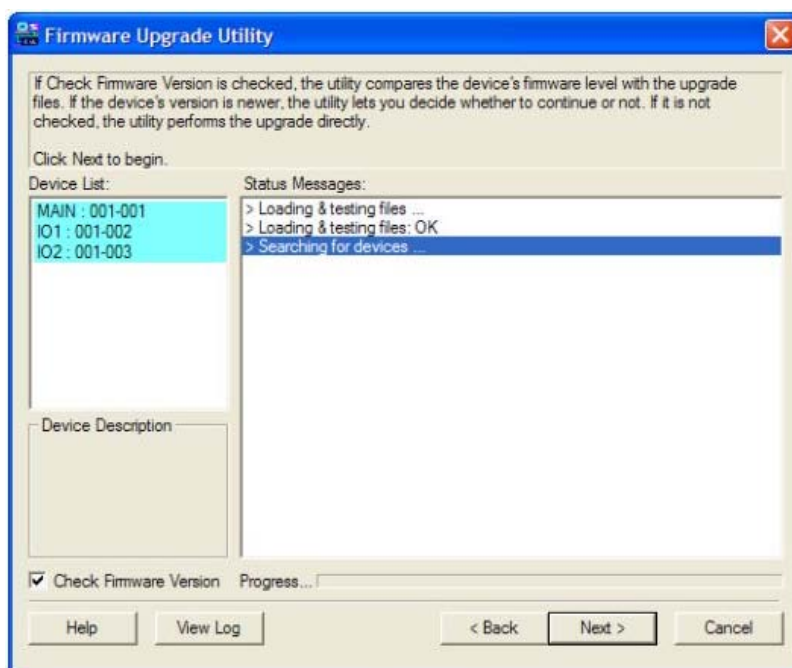 Firmware Upgrade Utility
If Check Firmware Version is checked, the utility compares the device's firmware level with the upgrade
files. If the device's version is newer, the utility lets you decide whether to continue or not. If it is not
checked, the utility performs the upgrade directly.
Click Next to begin.
Device List:
MAIN : 001-001
IO1 : 001-002
IO2 : 001-003
Status Messages:
> Loading & testing files ...
> Loading & testing files: OK
> Searching for devices ...
Device Description
Check Firmware Version
Progress...
Help
View Log
< Back
Next >
Cancel